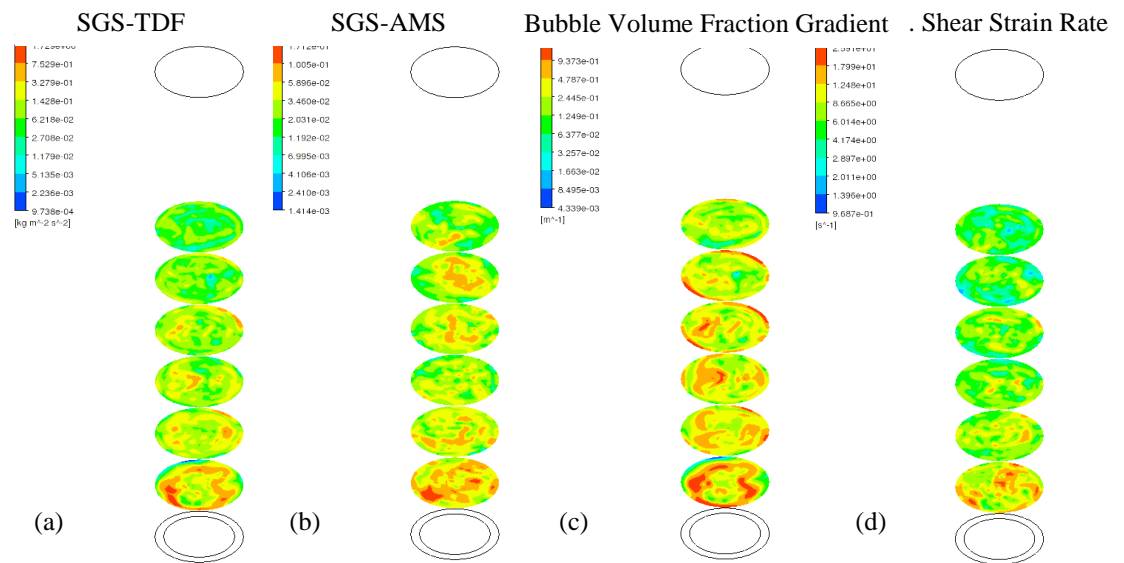 SGS-TDF
SGS-AMS
Bubble Volume Fraction Gradient
. Shear Strain Rate
7.529e-01
3.279e-01
1.428e-01
6.218e-02
2.708e-02
1.179e-02
5.135e-03
2.236e-03
9.738e-04
[kg m^-2 s^-2]
1.005e-01
5.896e-02
3.460e-02
2.031e-02
1.192e-02
6.995e-03
4.106e-03
2.410e-03
1.414e-03
9.373e-01
4.787e-01
2.445e-01
1.249e-01
6.377e-02
3.257e-02
1.663e-02
8.495e-03
4.339e-03
[m^-1]
1.799e+01
1.248e+01
8.665e+00
6.014e+00
4.174e+00
2.897e+00
2.011e+00
1.396e+00
9.687e-01
[s^-1]
(a)
(b)
(c)
(d)